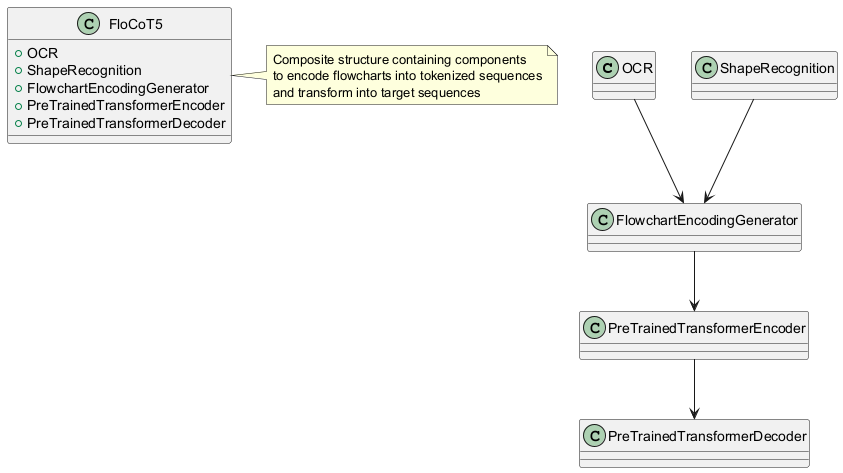 C FloCoT5
OCR
ShapeRecognition
FlowchartEncodingGenerator
PreTrainedTransformerEncoder
PreTrainedTransformerDecoder
Composite structure containing components
to encode flowcharts into tokenized sequences
and transform into target sequences
C OCR
C ShapeRecognition
C FlowchartEncodingGenerator
C PreTrainedTransformerEncoder
C PreTrainedTransformerDecoder